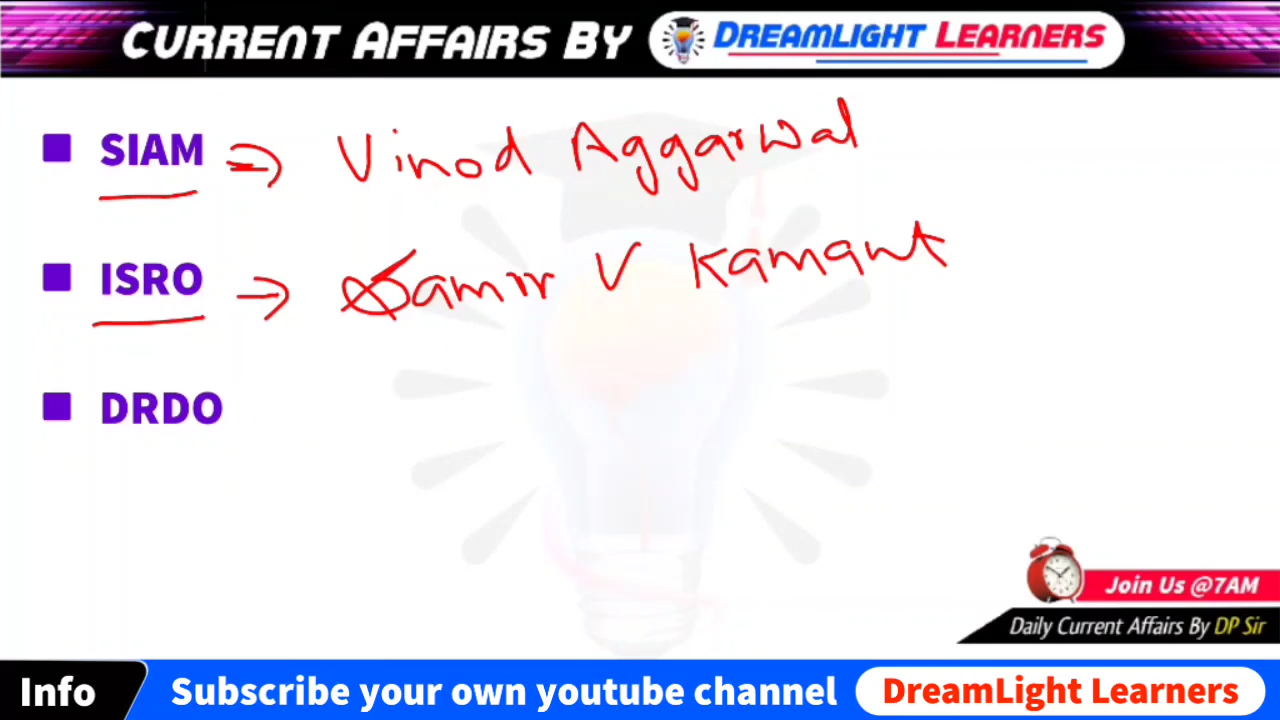 CURRENT AFFAIRS BY DREAMLIGHT LEARNERS
SIAM => Vinod Aggarwal
ISRO → Samir V Kamant
DRDO
Join Us @7AM
Daily Current Affairs By DP Sir
Info Subscribe your own youtube channel DreamLight Learners